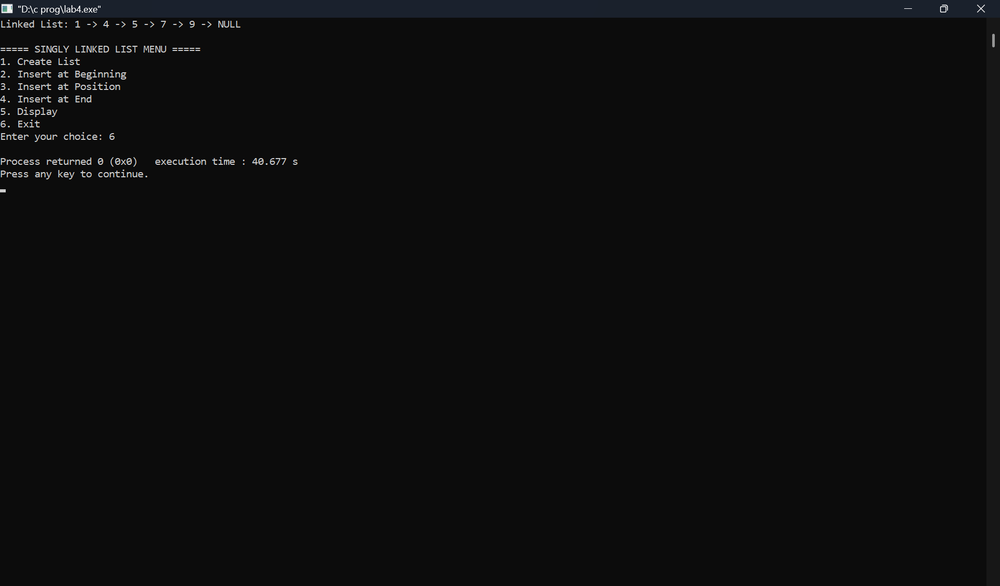 "D:\c prog\lab4.exe"
Linked List: 1 -> 4 -> 5 -> 7 -> 9 -> NULL
===== SINGLY LINKED LIST MENU =====
1. Create List
2. Insert at Beginning
3. Insert at Position
4. Insert at End
5. Display
6. Exit
Enter your choice: 6
Process returned 0 (0x0)   execution time : 40.677 s
Press any key to continue.